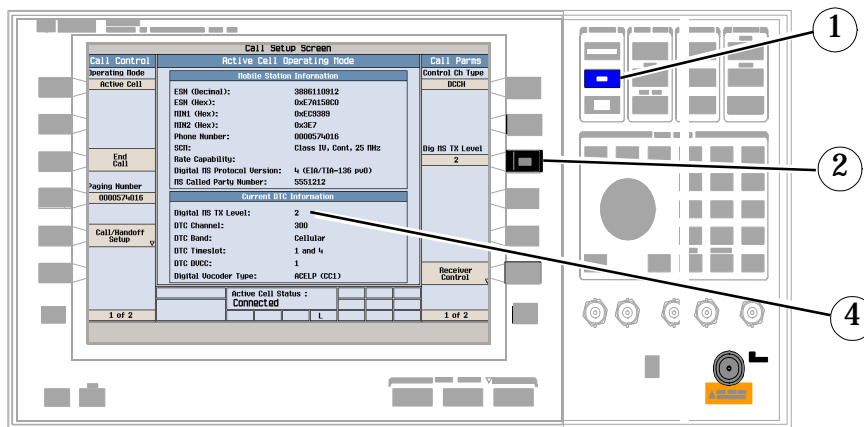 Call Setup Screen
Call Control
Active Cell Operating Mode
Call Parms
Operating Mode
Active Cell
End
Call
Paging Number
0000574016
Call/Handoff
Setup
1 of 2
Mobile Station Information
ESN (Decimal): 3886110912
ESN (Hex): 0xE7A158C0
MIN1 (Hex): 0xEC9389
MIN2 (Hex): 0x3E7
Phone Number: 0000574016
SCM: Class IV, Cont, 25 MHz
Rate Capability:
Digital MS Protocol Version: 4 (EIA/TIA-136 pv0)
MS Called Party Number: 5551212
Current DTC Information
Digital MS TX Level: 2
DTC Channel: 300
DTC Band: Cellular
DTC Timeslot: 1 and 4
DTC DVCC: 1
Digital Vocoder Type: ACELP (CC1)
Active Cell Status :
Connected
L
Control Ch Type
DCCH
Dig MS TX Level
2
Receiver
Control
1 of 2
1
2
4